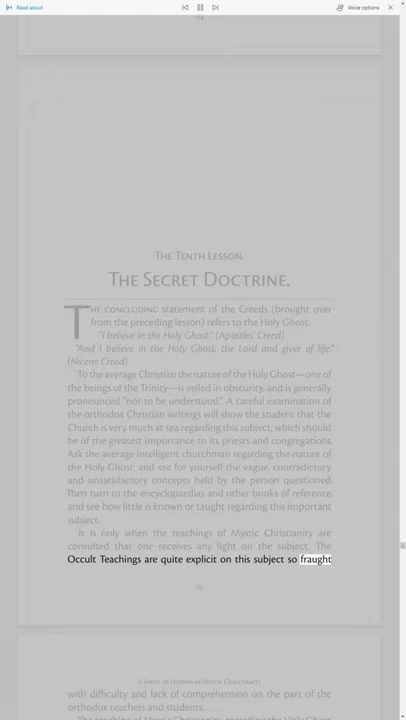 Read aloud
Voice options
THE TENTH LESSON.
THE SECRET DOCTRINE.
THE CONCLUDING statement of the Creeds (brought over
from the preceding lesson) refers to the Holy Ghost.
"I believe in the Holy Ghost." (Apostles' Creed)
"And I believe in the Holy Ghost, the Lord and giver of life."
(Nicene Creed)
To the average Christian the nature of the Holy Ghost—one of
the beings of the Trinity—is veiled in obscurity, and is generally
pronounced "not to be understood." A careful examination of
the orthodox Christian writings will show the student that the
Church is very much at sea regarding this subject, which should
be of the greatest importance to its priests and congregations.
Ask the average intelligent churchman regarding the nature of
the Holy Ghost, and see for yourself the vague, contradictory
and unsatisfactory concepts held by the person questioned.
Then turn to the encyclopaedias and other books of reference,
and see how little is known or taught regarding this important
subject.
It is only when the teachings of Mystic Christianity are
consulted that one receives any light on the subject. The
Occult Teachings are quite explicit on this subject so fraught
A SERIES OF LESSONS IN MYSTIC CHRISTIANITY
with difficulty and lack of comprehension on the part of the
orthodox teachers and students.
The teaching of Mystic Christianity, regarding the Holy Ghost